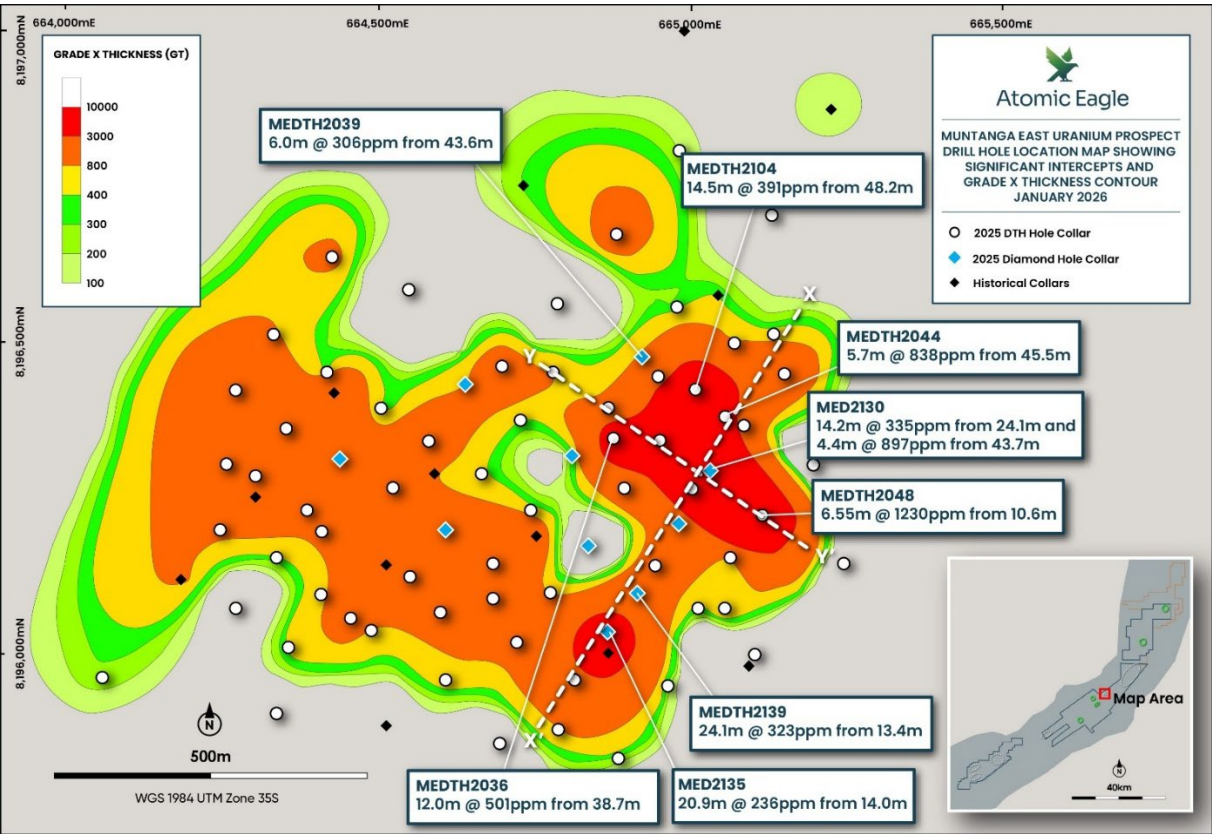 664,000mE
664,500mE
665,000mE
665,500mE
8,197,000mN
8,196,500mN
8,196,000mN
GRADE X THICKNESS (GT)
10000
3000
800
400
300
200
100
Atomic Eagle
MUNTANGA EAST URANIUM PROSPECT
DRILL HOLE LOCATION MAP SHOWING
SIGNIFICANT INTERCEPTS AND
GRADE X THICKNESS CONTOUR
JANUARY 2026
2025 DTH Hole Collar
2025 Diamond Hole Collar
Historical Collars
MEDTH2039
6.0m @ 306ppm from 43.6m
MEDTH2104
14.5m @ 391ppm from 48.2m
X
Y
MEDTH2044
5.7m @ 838ppm from 45.5m
MED2130
14.2m @ 335ppm from 24.1m and
4.4m @ 897ppm from 43.7m
MEDTH2048
6.55m @ 1230ppm from 10.6m
Y'
X'
MEDTH2139
24.1m @ 323ppm from 13.4m
MEDTH2036
12.0m @ 501ppm from 38.7m
MED2135
20.9m @ 236ppm from 14.0m
N
500m
WGS 1984 UTM Zone 35S
Map Area
N
40km